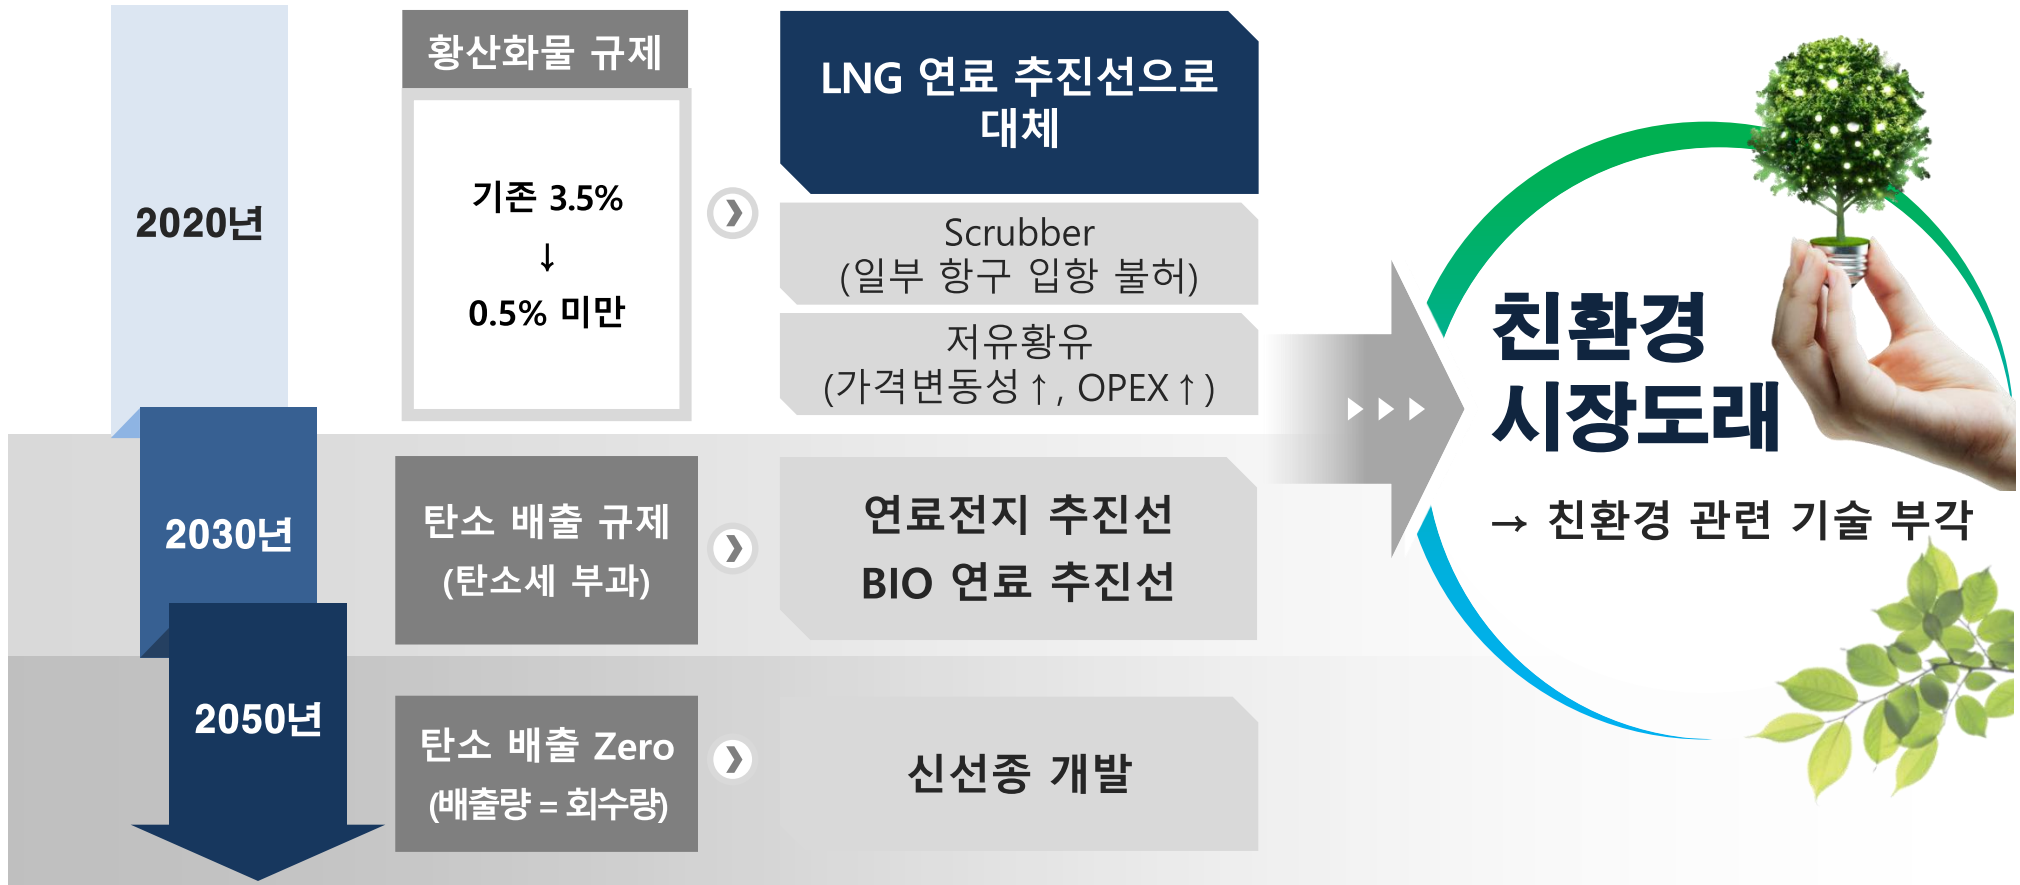 2020년
황산화물 규제
기존 3.5%
↓
0.5% 미만
LNG 연료 추진선으로
대체
Scrubber
(일부 항구 입항 불허)
저유황유
(가격변동성↑, OPEX↑)
2030년
탄소 배출 규제
(탄소세 부과)
연료전지 추진선
BIO 연료 추진선
2050년
탄소 배출 Zero
(배출량 = 회수량)
신선종 개발
친환경
시장도래
→ 친환경 관련 기술 부각